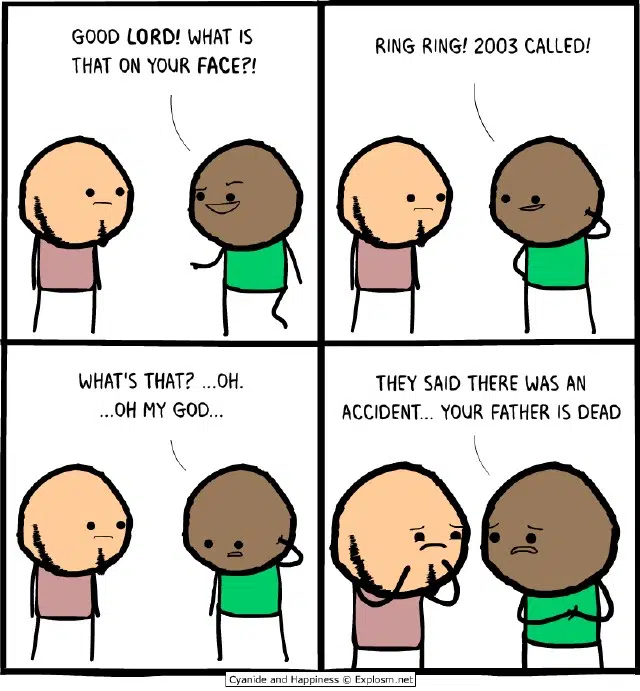 GOOD LORD! WHAT IS
THAT ON YOUR FACE?!
RING RING! 2003 CALLED!
WHAT'S THAT? ...OH.
...OH MY GOD...
THEY SAID THERE WAS AN
ACCIDENT... YOUR FATHER IS DEAD
Cyanide and Happiness © Explosm.net